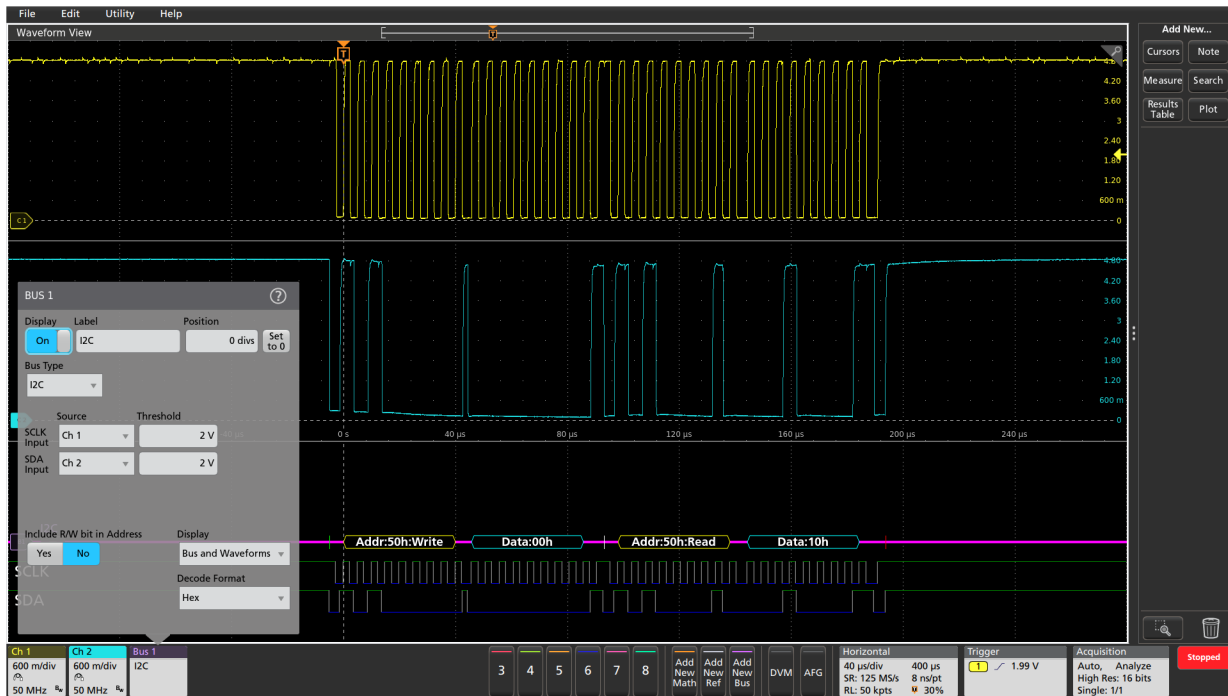 File Edit Utility Help
Waveform View
Add New...
Cursors Note
Measure Search
Results Table Plot
T
T
4.20
3.60
3
2.40
1.80
1.20
600 m
0
C1
4.80
4.20
3.60
3
2.40
1.80
1.20
600 m
0
0 s 40 µs 80 µs 120 µs 160 µs 200 µs 240 µs
BUS 1 ?
Display Label Position
On I2C 0 divs Set to 0
Bus Type
I2C
Source Threshold
SCLK Input Ch 1 2 V
SDA Input Ch 2 2 V
Include R/W bit in Address Display
Yes No Bus and Waveforms
Decode Format
Hex
Addr:50h:Write Data:00h Addr:50h:Read Data:10h
SCLK
SDA
Ch 1
600 m/div
50 MHz Bw
Ch 2
600 m/div
50 MHz Bw
Bus 1
I2C
3 4 5 6 7 8
Add New Math
Add New Ref
Add New Bus
DVM AFG
Horizontal
40 µs/div 400 µs
SR: 125 MS/s 8 ns/pt
RL: 50 kpts 30%
Trigger
1 1.99 V
Acquisition
Auto, Analyze
High Res: 16 bits
Single: 1/1
Stopped